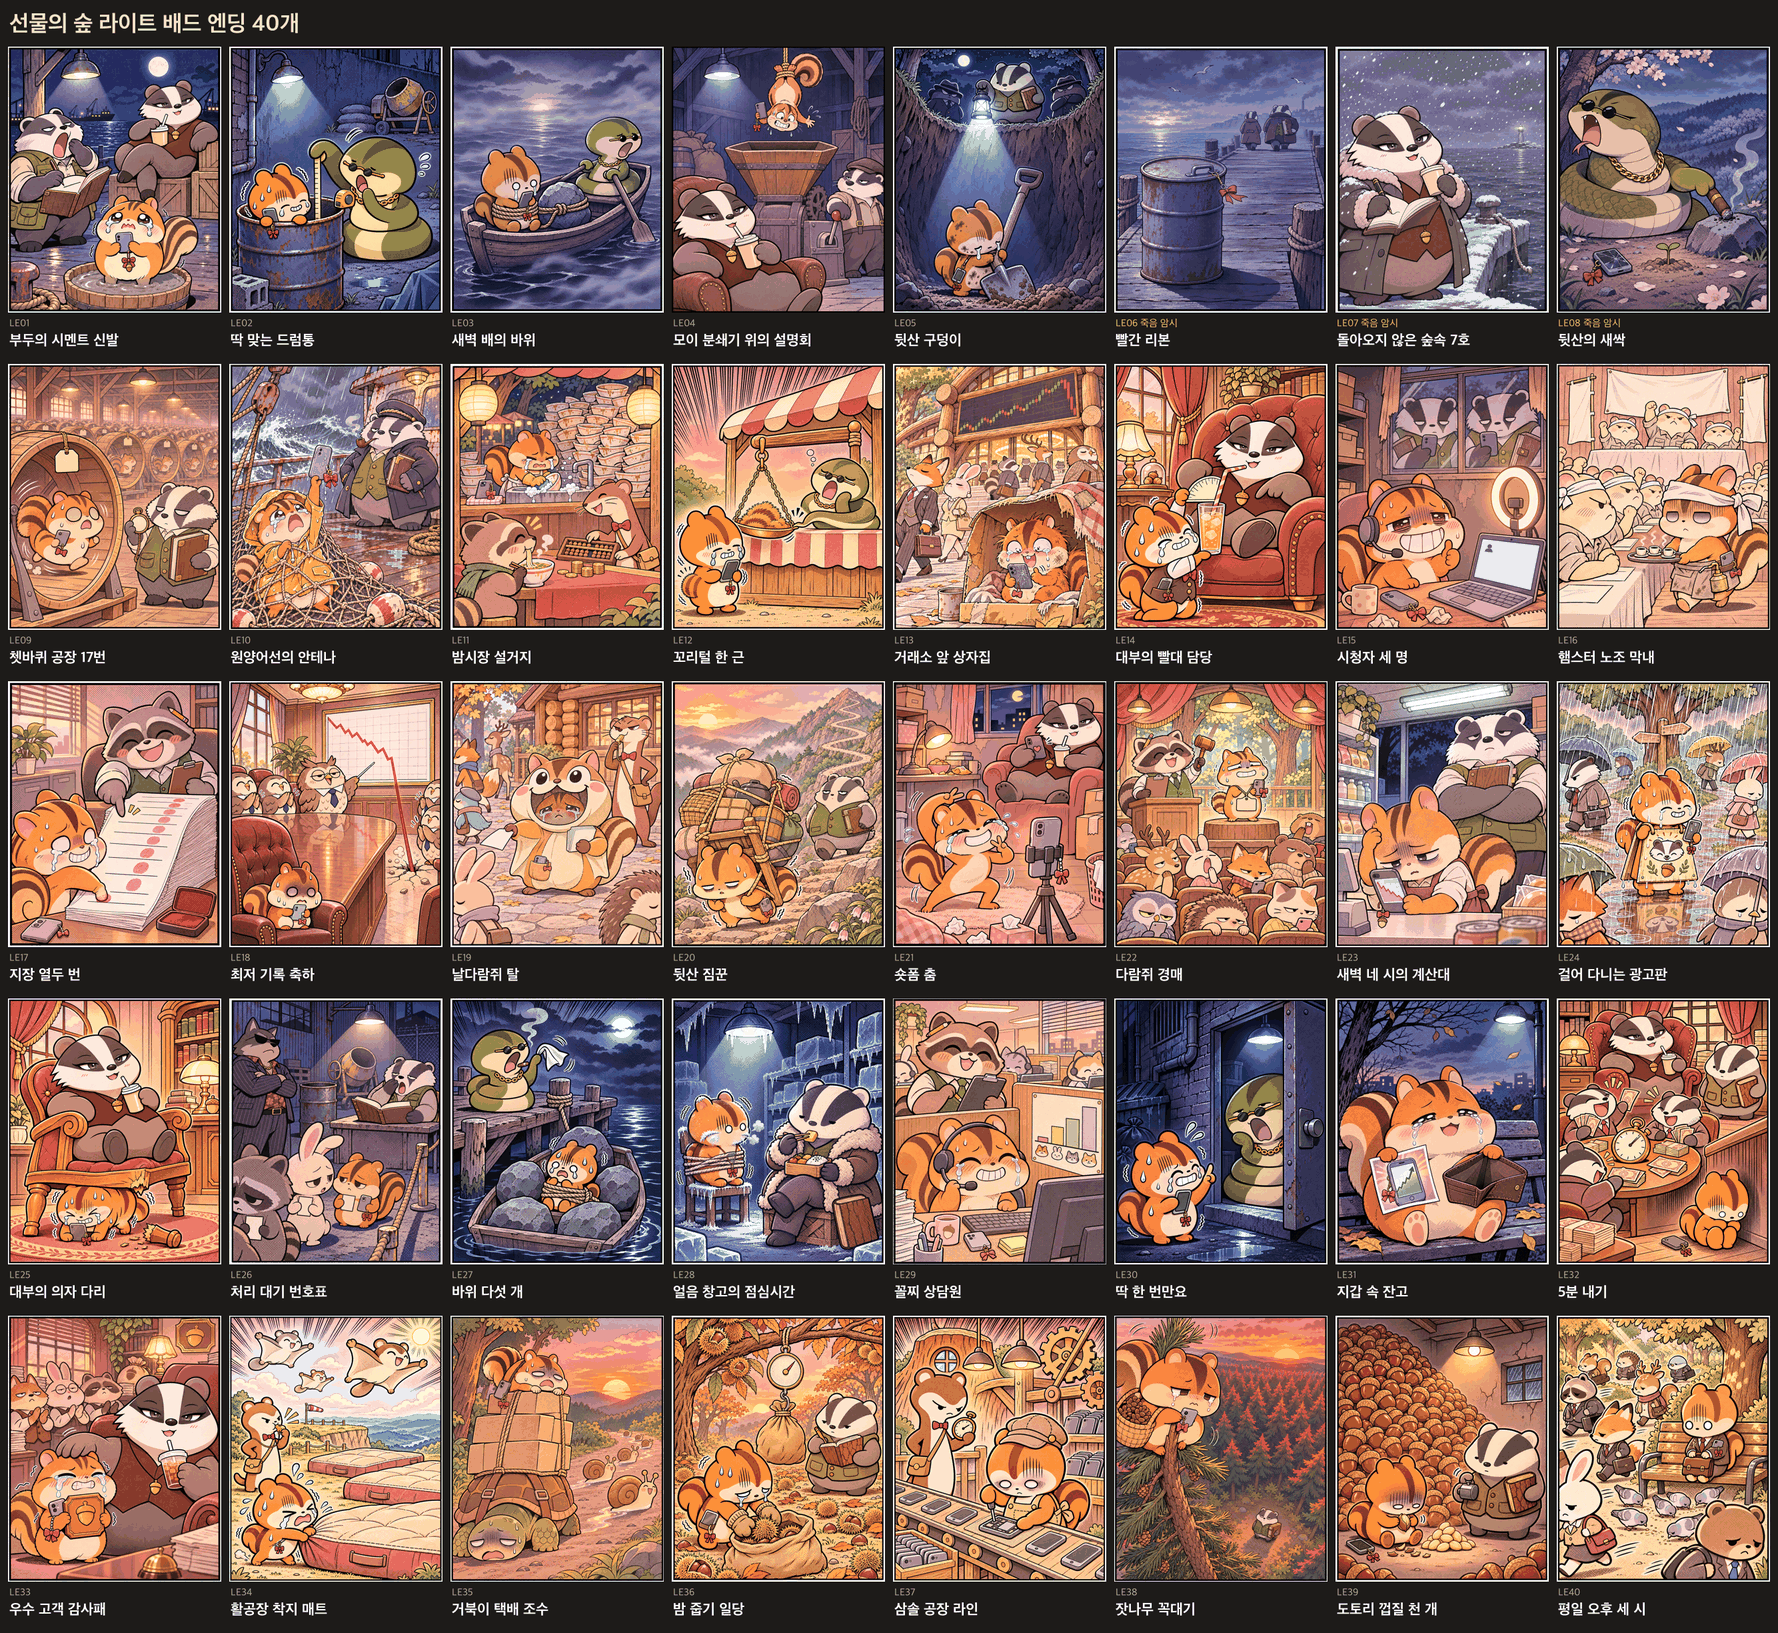 선물의 숲 라이트 배드 엔딩 40개
LE01
부두의 시멘트 신발
LE02
딱 맞는 드럼통
LE03
새벽 배의 바위
LE04
모이 분쇄기 위의 설명회
LE05
뒷산 구덩이
LE06 죽음 암시
빨간 리본
LE07 죽음 암시
돌아오지 않은 숲속 7호
LE08 죽음 암시
뒷산의 새싹
LE09
쳇바퀴 공장 17번
LE10
원양어선의 안테나
LE11
밤시장 설거지
LE12
꼬리털 한 근
LE13
거래소 앞 상자집
LE14
대부의 빨대 담당
LE15
시청자 세 명
LE16
햄스터 노조 막내
LE17
지장 열두 번
LE18
최저 기록 축하
LE19
날다람쥐 탈
LE20
뒷산 짐꾼
LE21
숏폼 춤
LE22
다람쥐 경매
LE23
새벽 네 시의 계산대
LE24
걸어 다니는 광고판
LE25
대부의 의자 다리
LE26
처리 대기 번호표
LE27
바위 다섯 개
LE28
얼음 창고의 점심시간
LE29
꼴찌 상담원
LE30
딱 한 번만요
LE31
지갑 속 잔고
LE32
5분 내기
LE33
우수 고객 감사패
LE34
활공장 착지 매트
LE35
거북이 택배 조수
LE36
밤 줍기 일당
LE37
삼솔 공장 라인
LE38
잣나무 꼭대기
LE39
도토리 껍질 천 개
LE40
평일 오후 세 시